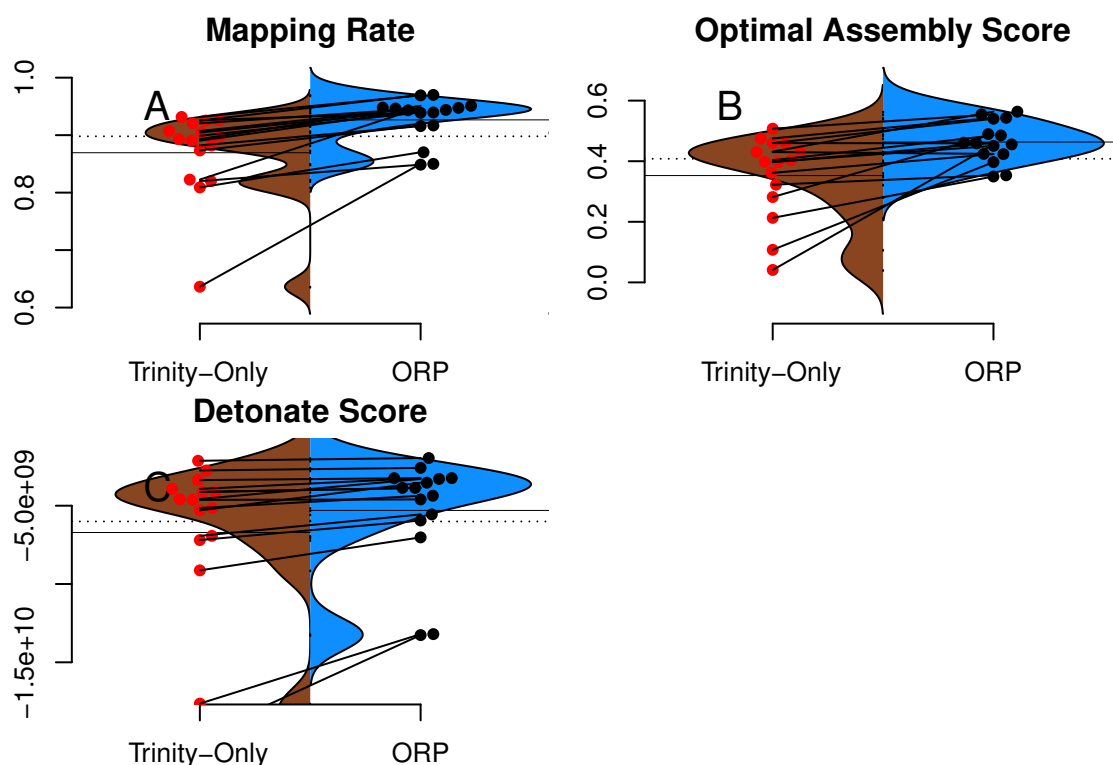 Mapping Rate
A
1.0
0.8
0.6
Trinity−Only
ORP
Optimal Assembly Score
B
0.6
0.4
0.2
0.0
Trinity−Only
ORP
Detonate Score
C
−5.0e+09
−1.5e+10
Trinity−Only
ORP